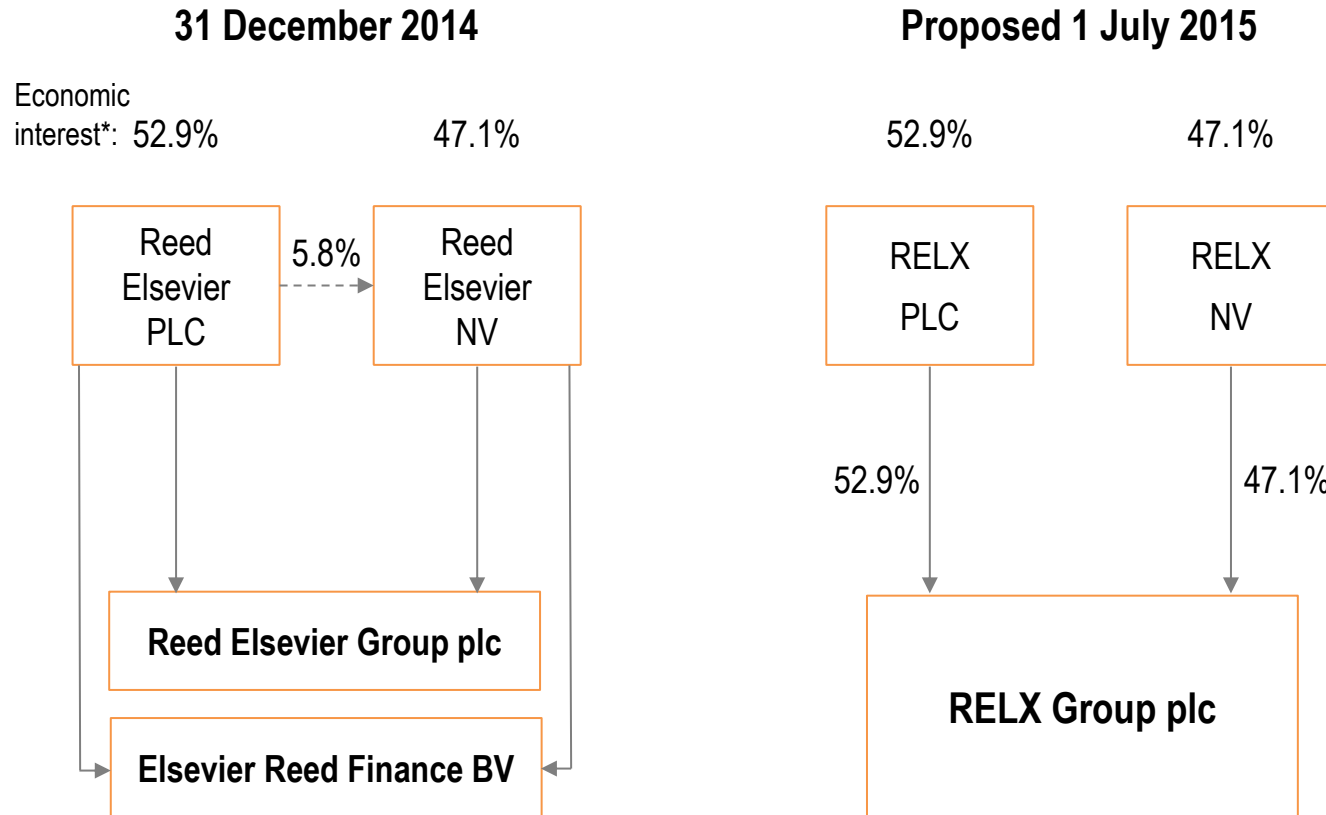 31 December 2014
Proposed 1 July 2015
Economic
interest*: 52.9%
47.1%
52.9%
47.1%
Reed
Elsevier
PLC
5.8%
Reed
Elsevier
NV
RELX
PLC
RELX
NV
52.9%
47.1%
Reed Elsevier Group plc
Elsevier Reed Finance BV
RELX Group plc